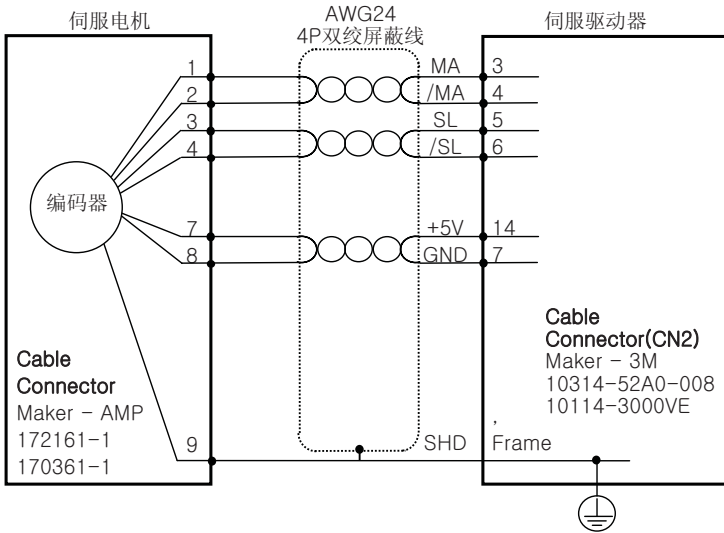 伺服电机
AWG24
4P双绞屏蔽线
伺服驱动器
1
MA
3
2
/MA
4
3
SL
5
4
/SL
6
编码器
7
+5V
14
8
GND
7
Cable
Connector
Maker - AMP
172161-1
170361-1
Cable
Connector(CN2)
Maker - 3M
10314-52A0-008
10114-3000VE
,
9
SHD
Frame